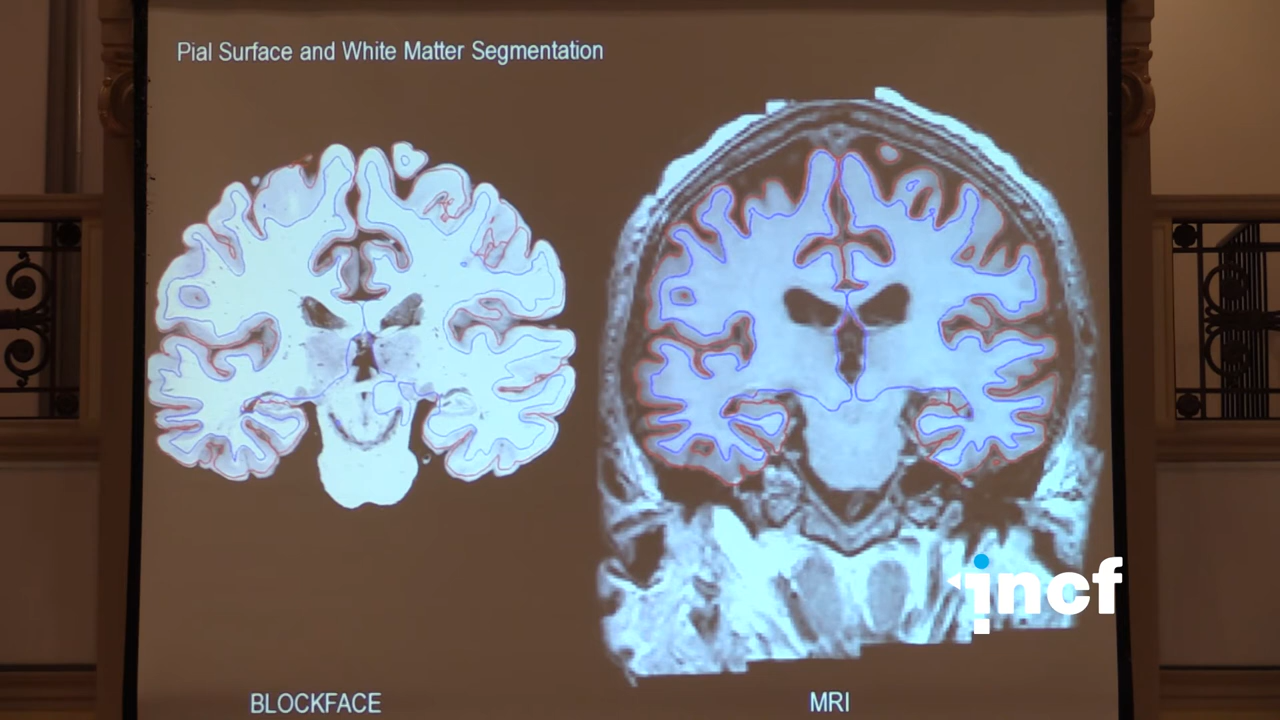 Pial Surface and White Matter Segmentation
incf
BLOCKFACE
MRI